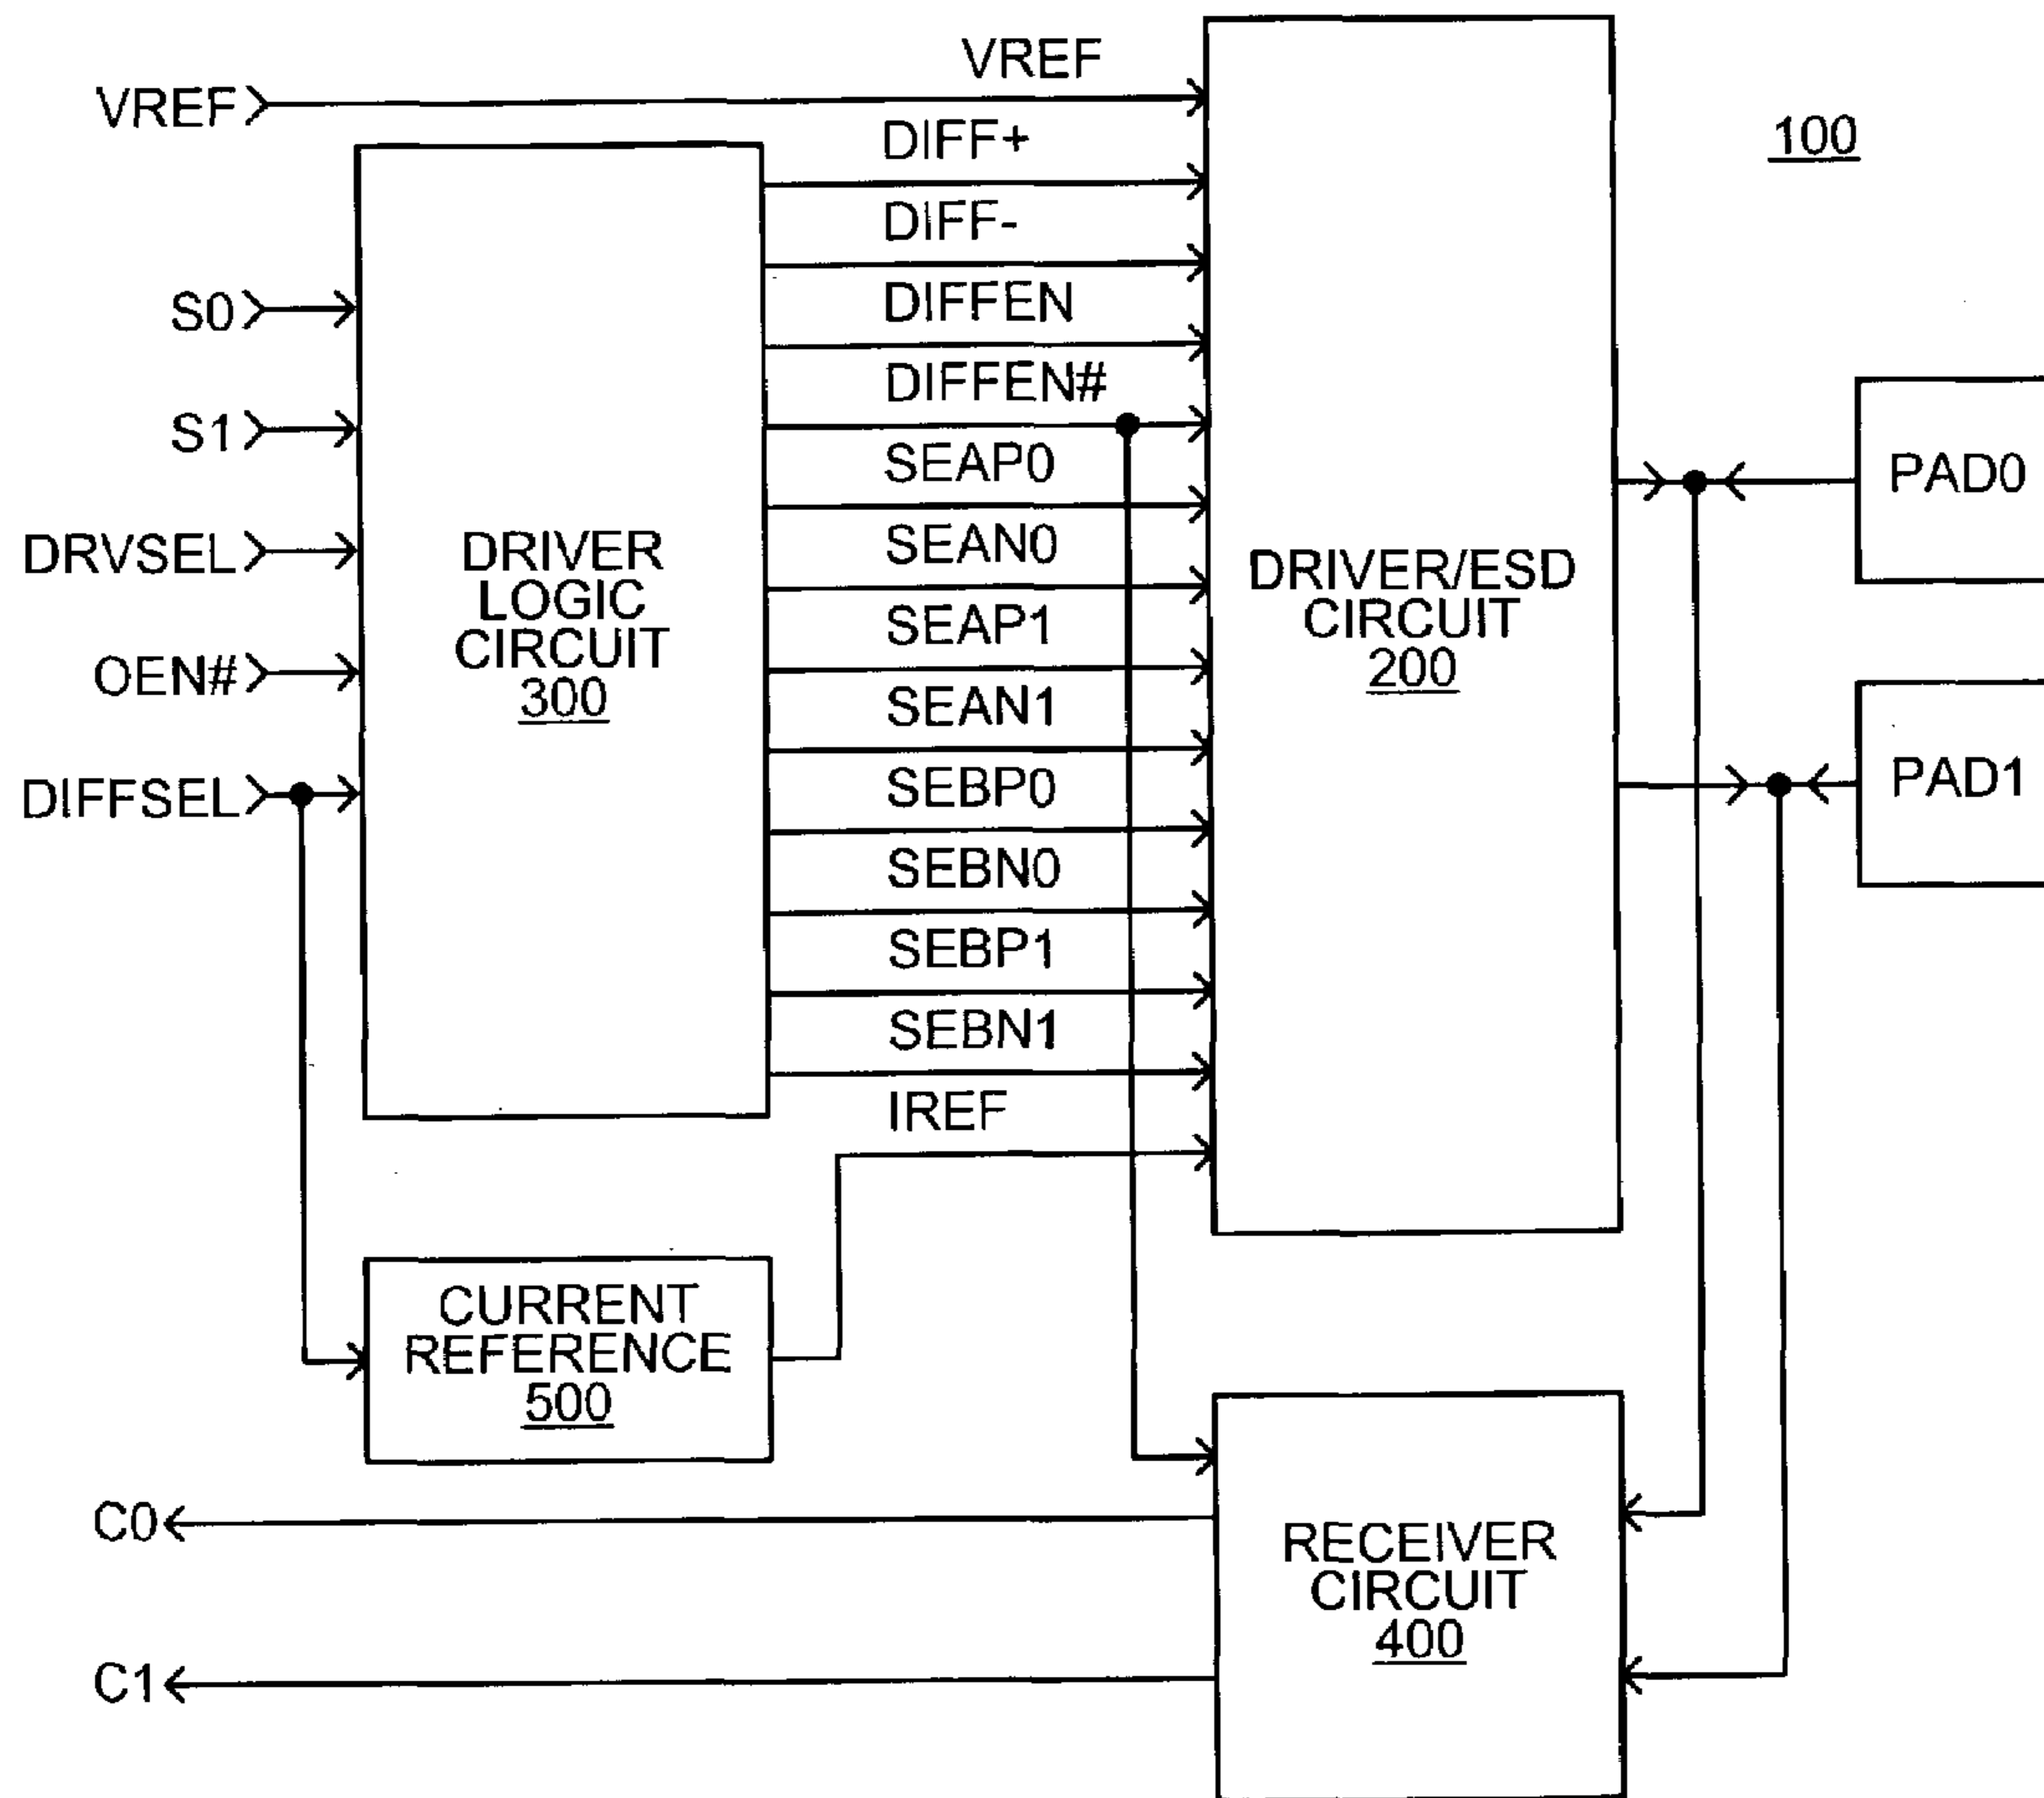 VREF
VREF
100
DIFF+
DIFF-
S0
DIFFEN
DIFFEN#
S1
SEAP0
PAD0
DRVSEL
DRIVER
LOGIC
CIRCUIT
300
SEAN0
DRIVER/ESD
CIRCUIT
200
SEAP1
OEN#
SEAN1
DIFFSEL
SEBP0
PAD1
SEBN0
SEBP1
SEBN1
IREF
CURRENT
REFERENCE
500
C0
RECEIVER
CIRCUIT
400
C1